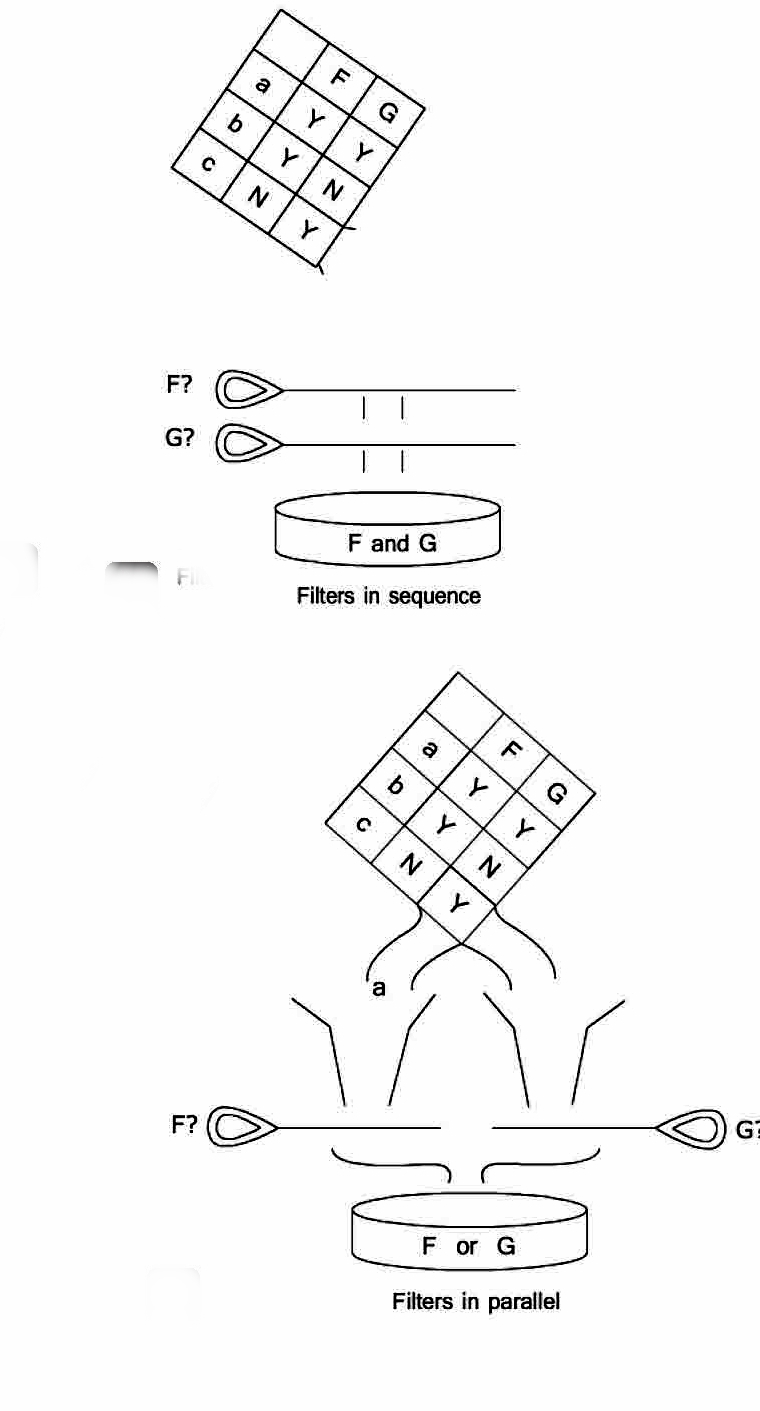 F G
a Y Y
b Y N
c N Y
F?
G?
F and G
Filters in sequence
F G
a Y Y
b Y N
c N Y
a
F? G?
F or G
Filters in parallel